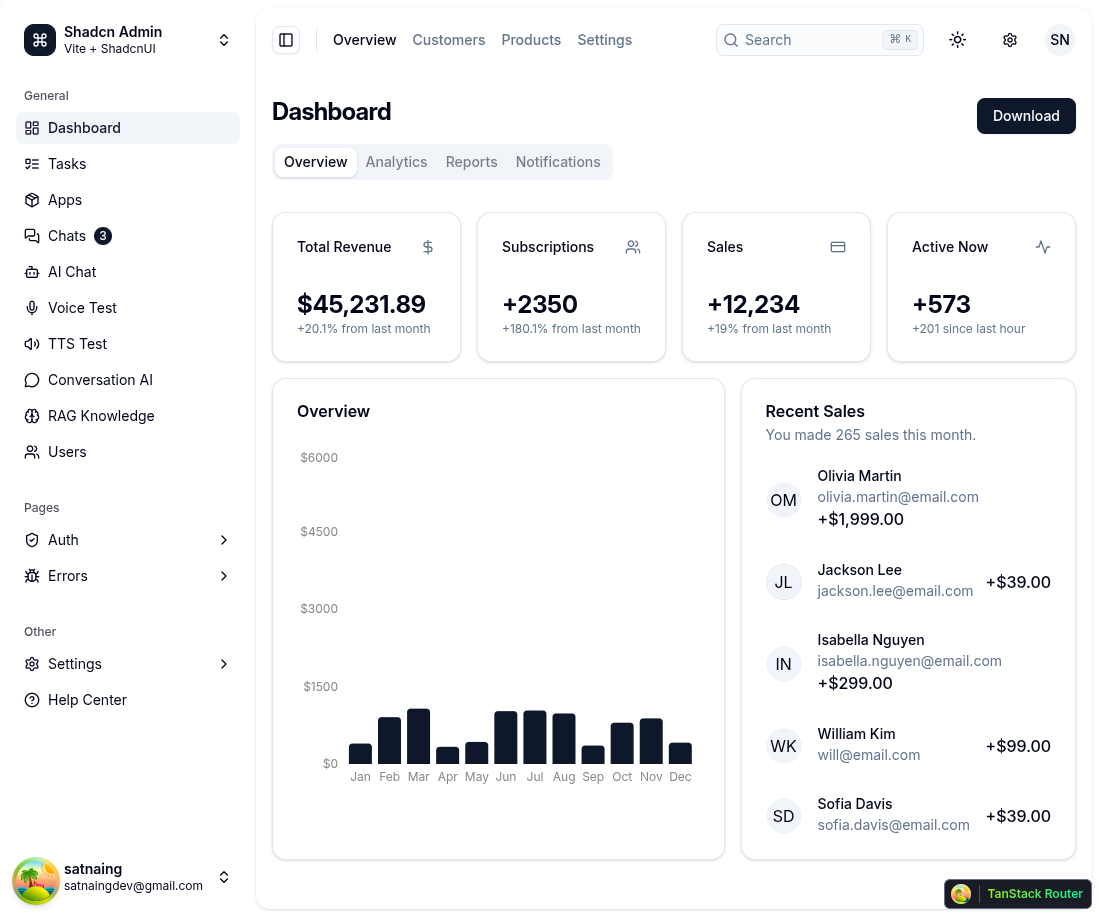 Shadcn Admin
Vite + ShadcnUI
General
Dashboard
Tasks
Apps
Chats 3
AI Chat
Voice Test
TTS Test
Conversation AI
RAG Knowledge
Users
Pages
Auth
Errors
Other
Settings
Help Center
satnaing
satnaingdev@gmail.com
Overview Customers Products Settings
Search ⌘ K
SN
Dashboard
Download
Overview Analytics Reports Notifications
Total Revenue
$45,231.89
+20.1% from last month
Subscriptions
+2350
+180.1% from last month
Sales
+12,234
+19% from last month
Active Now
+573
+201 since last hour
Overview
$6000
$4500
$3000
$1500
$0
Jan Feb Mar Apr May Jun Jul Aug Sep Oct Nov Dec
Recent Sales
You made 265 sales this month.
OM
Olivia Martin
olivia.martin@email.com
+$1,999.00
JL
Jackson Lee
jackson.lee@email.com
+$39.00
IN
Isabella Nguyen
isabella.nguyen@email.com
+$299.00
WK
William Kim
will@email.com
+$99.00
SD
Sofia Davis
sofia.davis@email.com
+$39.00
TanStack Router